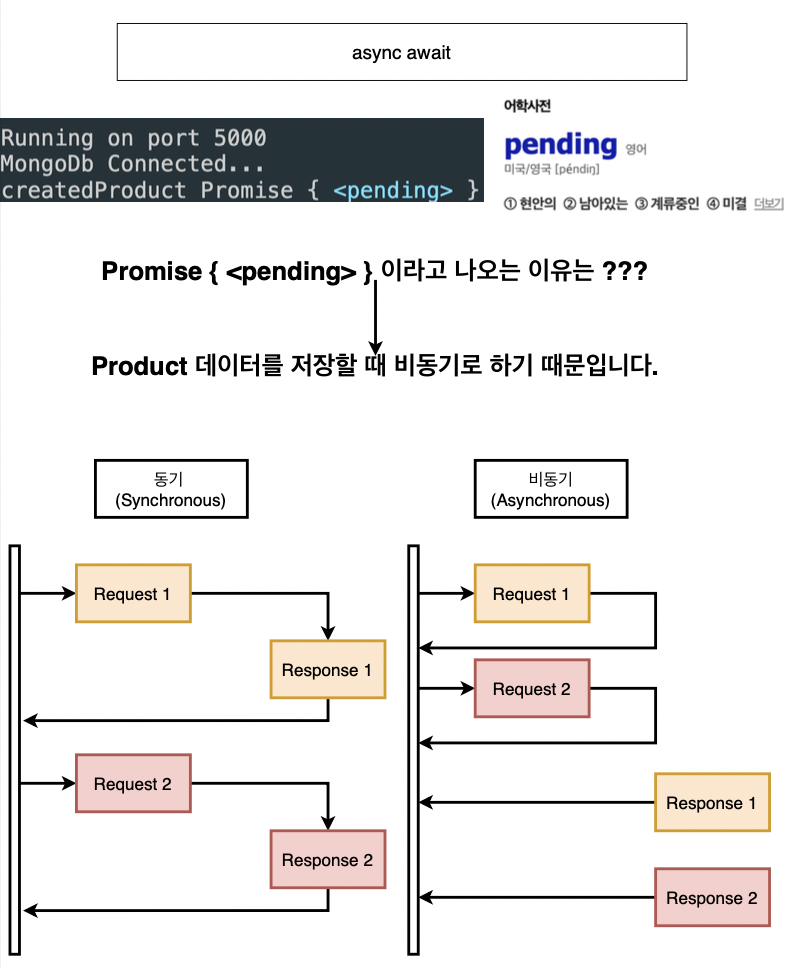 async await
Running on port 5000
MongoDb Connected...
createdProduct Promise { <pending> }
어학사전
pending 영어
미국/영국 [péndiŋ]
① 현안의 ② 남아있는 ③ 계류중인 ④ 미결 더보기
Promise { <pending> } 이라고 나오는 이유는 ???
Product 데이터를 저장할 때 비동기로 하기 때문입니다.
동기
(Synchronous)
비동기
(Asynchronous)
Request 1
Response 1
Request 2
Response 2
Request 1
Request 2
Response 1
Response 2